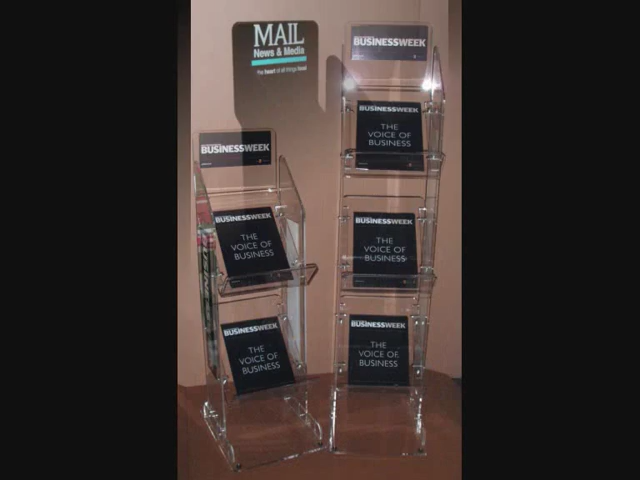 MAIL
News & Media
the heart of all things local
BUSINESSWEEK
BUSINESSWEEK
THE
VOICE OF
BUSINESS
BUSINESSWEEK
THE
VOICE OF
BUSINESS
BUSINESSWEEK
BUSINESSWEEK
THE
VOICE OF
BUSINESS
BUSINESSWEEK
THE
VOICE OF
BUSINESS
BUSINESSWEEK
THE
VOICE OF
BUSINESS